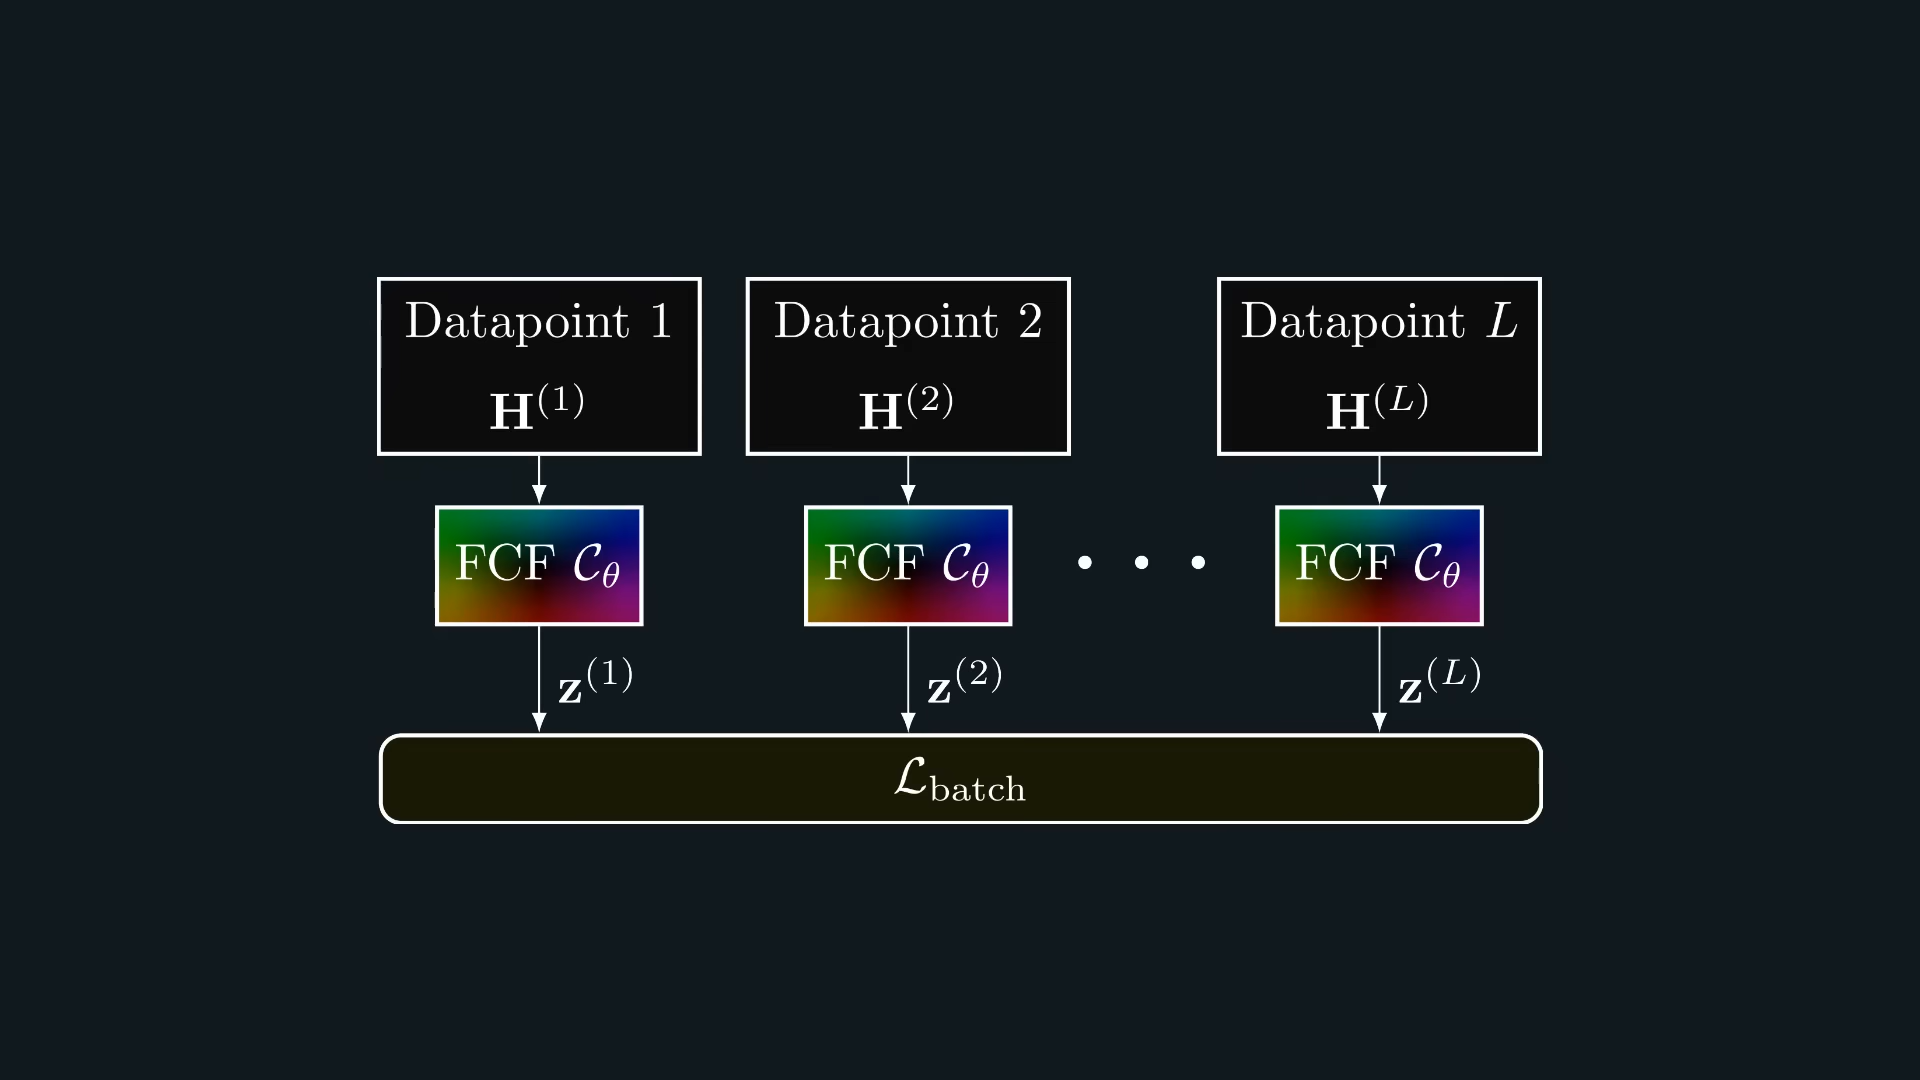 Datapoint 1
H^(1)
Datapoint 2
H^(2)
Datapoint L
H^(L)
FCF 𝒞_θ
FCF 𝒞_θ
. . .
FCF 𝒞_θ
z^(1)
z^(2)
z^(L)
ℒ_batch